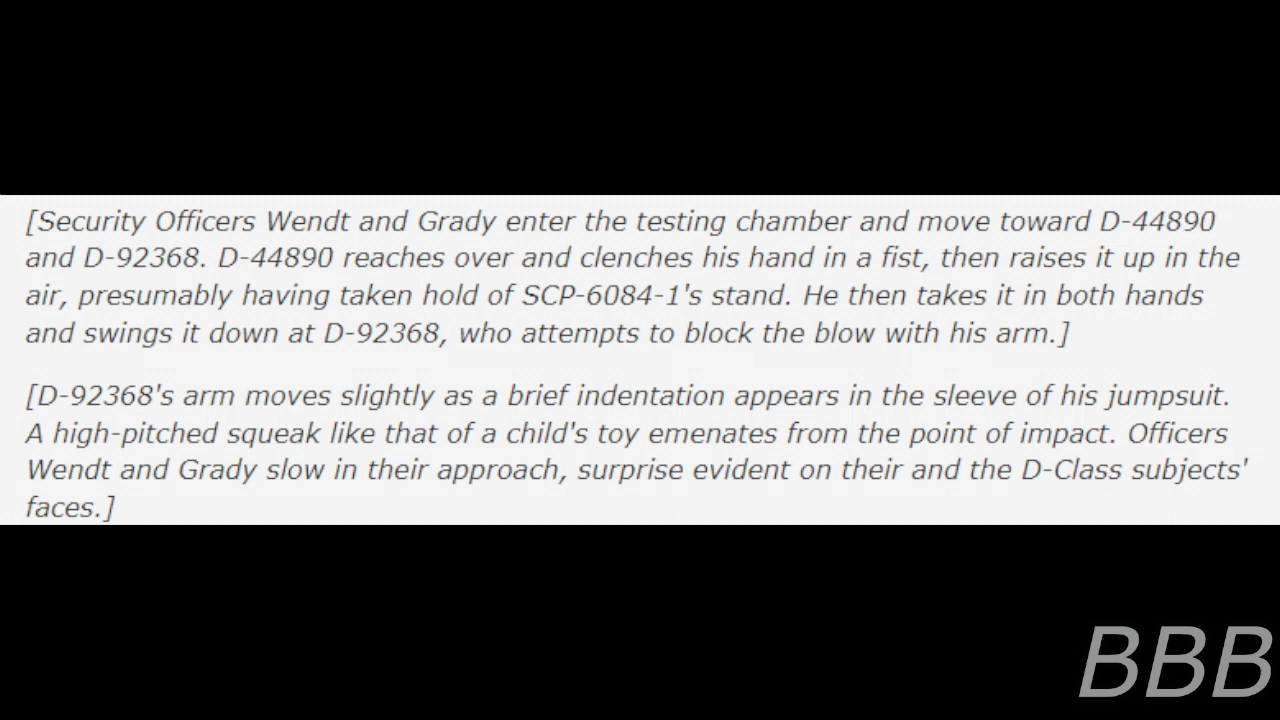 [Security Officers Wendt and Grady enter the testing chamber and move toward D-44890
and D-92368. D-44890 reaches over and clenches his hand in a fist, then raises it up in the
air, presumably having taken hold of SCP-6084-1's stand. He then takes it in both hands
and swings it down at D-92368, who attempts to block the blow with his arm.]
[D-92368's arm moves slightly as a brief indentation appears in the sleeve of his jumpsuit.
A high-pitched squeak like that of a child's toy emenates from the point of impact. Officers
Wendt and Grady slow in their approach, surprise evident on their and the D-Class subjects'
faces.]
BBB